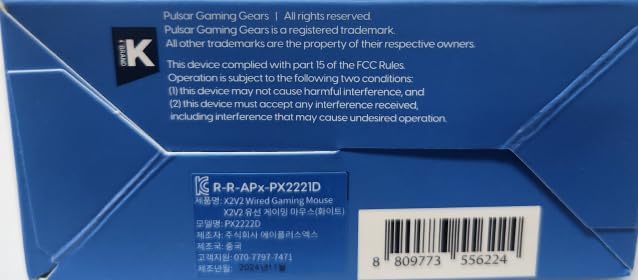 Pulsar Gaming Gears | All rights reserved.
Pulsar Gaming Gears is a registered trademark.
All other trademarks are the property of their respective owners.
K
K BRAND
This device complied with part 15 of the FCC Rules.
Operation is subject to the following two conditions:
(1) this device may not cause harmful interference, and
(2) this device must accept any interference received,
including interference that may cause undesired operation.
R-R-APx-PX2221D
제품명: X2V2 Wired Gaming Mouse
X2V2 유선 게이밍 마우스(화이트)
모델명: PX2222D
제조자: 주식회사 에이플러스엑스
제조국: 중국
고객지원: 070-7797-7471
제조년월: 2024년11월
8 809773 556224